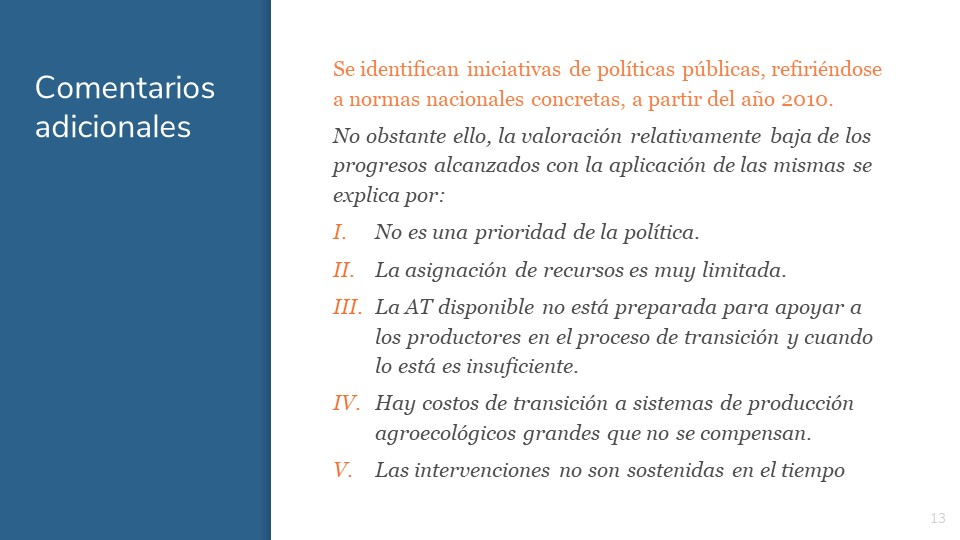 Comentarios
adicionales
Se identifican iniciativas de políticas públicas, refiriéndose
a normas nacionales concretas, a partir del año 2010.
No obstante ello, la valoración relativamente baja de los
progresos alcanzados con la aplicación de las mismas se
explica por:
I. No es una prioridad de la política.
II. La asignación de recursos es muy limitada.
III. La AT disponible no está preparada para apoyar a
los productores en el proceso de transición y cuando
lo está es insuficiente.
IV. Hay costos de transición a sistemas de producción
agroecológicos grandes que no se compensan.
V. Las intervenciones no son sostenidas en el tiempo
13